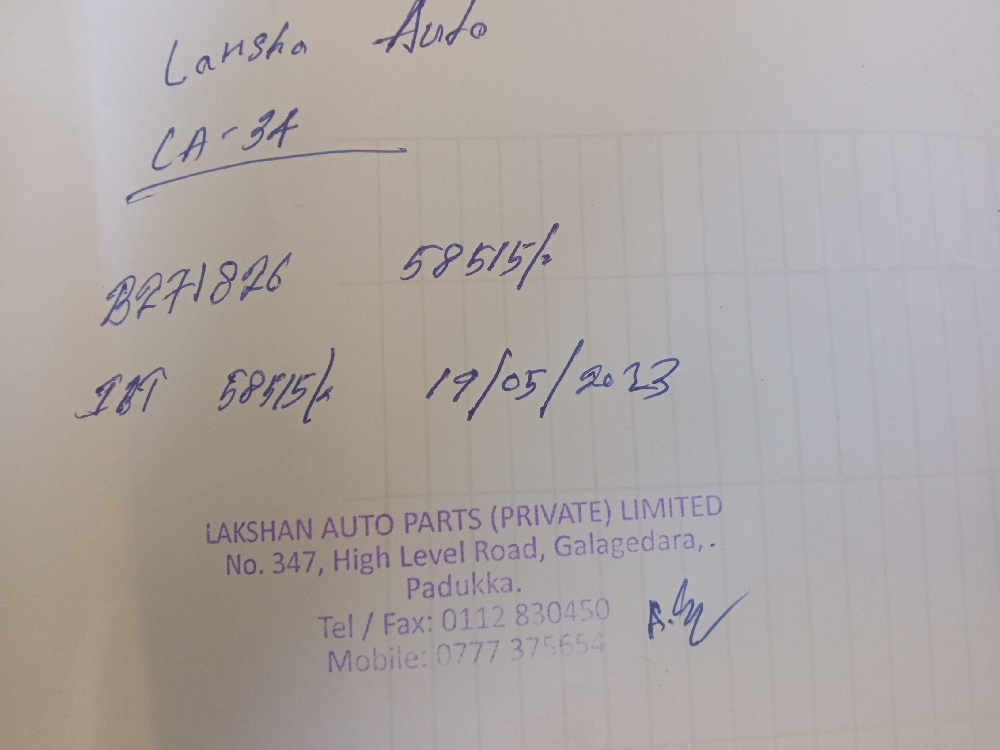 Lansha Auto
CA-34
B271826 58515/=
58515/= 19/05/2023
LAKSHAN AUTO PARTS (PRIVATE) LIMITED
No. 347, High Level Road, Galagedara, .
Padukka.
Tel / Fax: 0112 830450
Mobile: 0777 375654